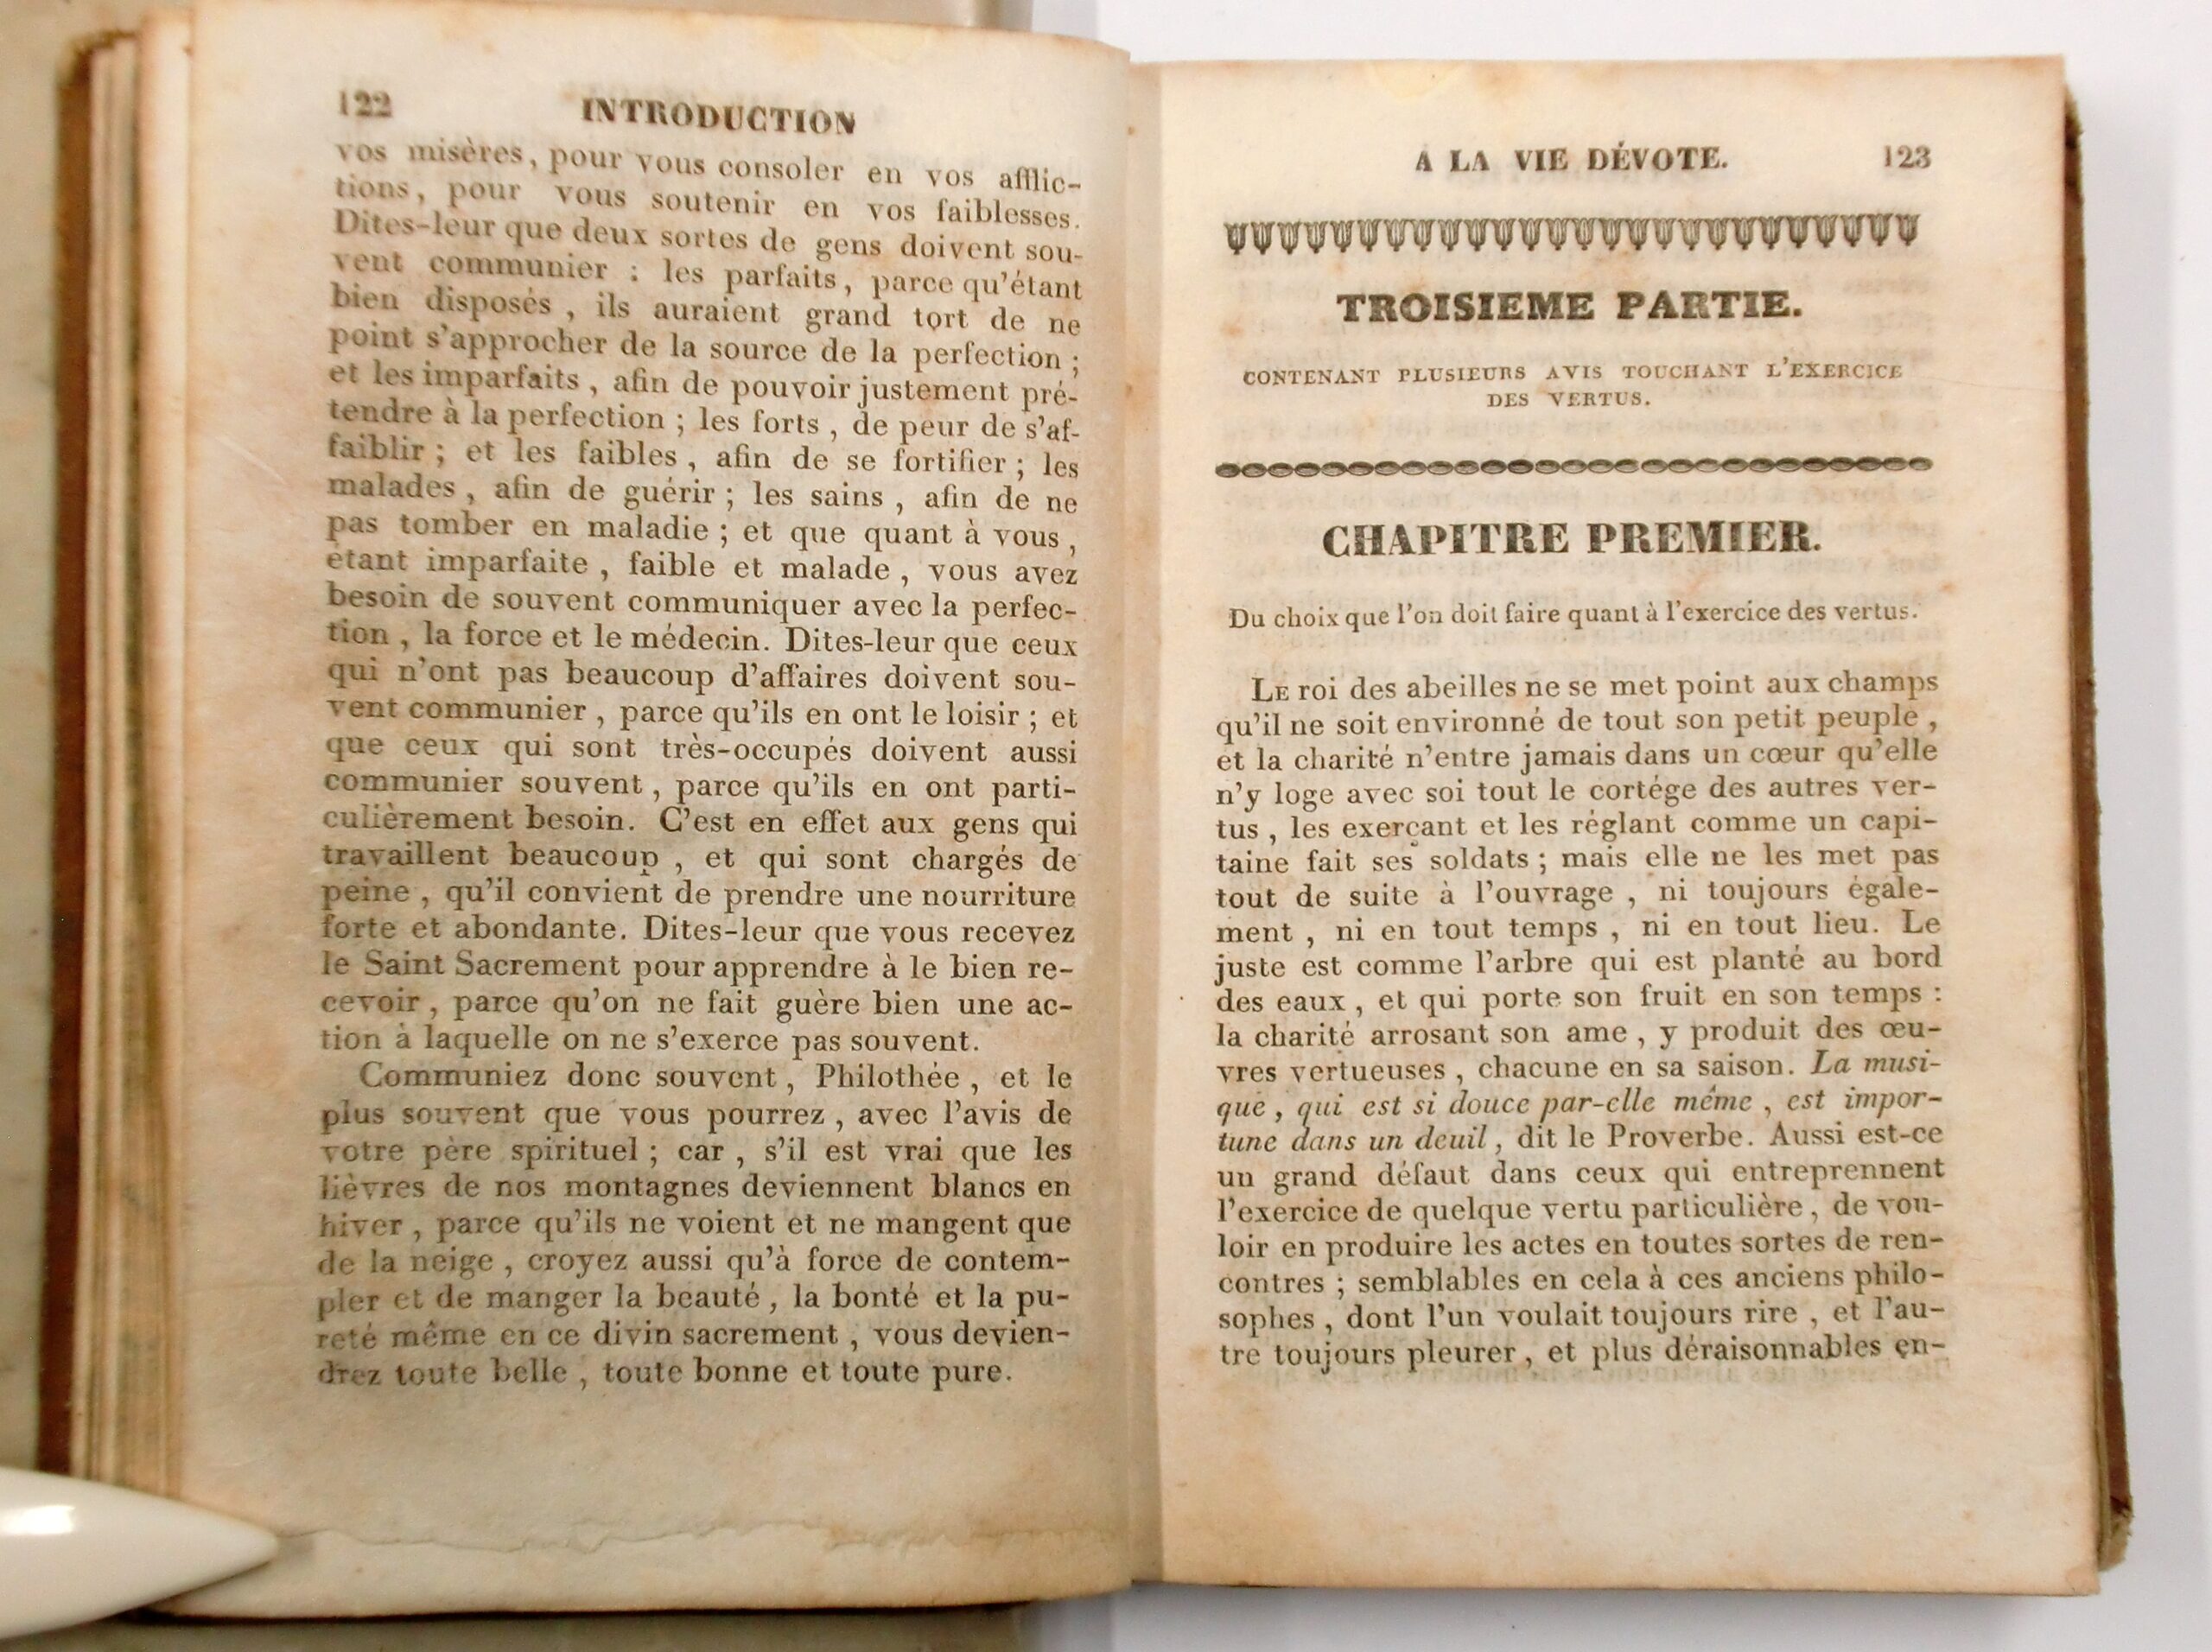 122 INTRODUCTION
vos misères, pour vous consoler en vos afflic-
tions, pour vous soutenir en vos faiblesses.
Dites-leur que deux sortes de gens doivent sou-
vent communier : les parfaits, parce qu'étant
bien disposés , ils auraient grand tort de ne
point s'approcher de la source de la perfection ;
et les imparfaits , afin de pouvoir justement pré-
tendre à la perfection ; les forts , de peur de s'af-
faiblir ; et les faibles , afin de se fortifier ; les
malades , afin de guérir ; les sains , afin de ne
pas tomber en maladie ; et que quant à vous ,
étant imparfaite , faible et malade , vous avez
besoin de souvent communiquer avec la perfec-
tion , la force et le médecin. Dites-leur que ceux
qui n'ont pas beaucoup d'affaires doivent sou-
vent communier , parce qu'ils en ont le loisir ; et
que ceux qui sont très-occupés doivent aussi
communier souvent , parce qu'ils en ont parti-
culièrement besoin. C'est en effet aux gens qui
travaillent beaucoup , et qui sont chargés de
peine , qu'il convient de prendre une nourriture
forte et abondante. Dites-leur que vous recevez
le Saint Sacrement pour apprendre à le bien re-
cevoir , parce qu'on ne fait guère bien une ac-
tion à laquelle on ne s'exerce pas souvent.
Communiez donc souvent , Philothée , et le
plus souvent que vous pourrez , avec l'avis de
votre père spirituel ; car , s'il est vrai que les
lièvres de nos montagnes deviennent blancs en
hiver , parce qu'ils ne voient et ne mangent que
de la neige , croyez aussi qu'à force de contem-
pler et de manger la beauté , la bonté et la pu-
reté même en ce divin sacrement , vous devien-
drez toute belle , toute bonne et toute pure.
A LA VIE DÉVOTE. 123
TROISIEME PARTIE.
CONTENANT PLUSIEURS AVIS TOUCHANT L'EXERCICE
DES VERTUS.
CHAPITRE PREMIER.
Du choix que l'on doit faire quant à l'exercice des vertus.
LE roi des abeilles ne se met point aux champs
qu'il ne soit environné de tout son petit peuple ,
et la charité n'entre jamais dans un cœur qu'elle
n'y loge avec soi tout le cortége des autres ver-
tus , les exerçant et les réglant comme un capi-
taine fait ses soldats ; mais elle ne les met pas
tout de suite à l'ouvrage , ni toujours égale-
ment , ni en tout temps , ni en tout lieu. Le
juste est comme l'arbre qui est planté au bord
des eaux , et qui porte son fruit en son temps :
la charité arrosant son ame , y produit des œu-
vres vertueuses , chacune en sa saison. La musi-
que , qui est si douce par-elle même , est impor-
tune dans un deuil , dit le Proverbe. Aussi est-ce
un grand défaut dans ceux qui entreprennent
l'exercice de quelque vertu particulière , de vou-
loir en produire les actes en toutes sortes de ren-
contres ; semblables en cela à ces anciens philo-
sophes , dont l'un voulait toujours rire , et l'au-
tre toujours pleurer , et plus déraisonnables en-